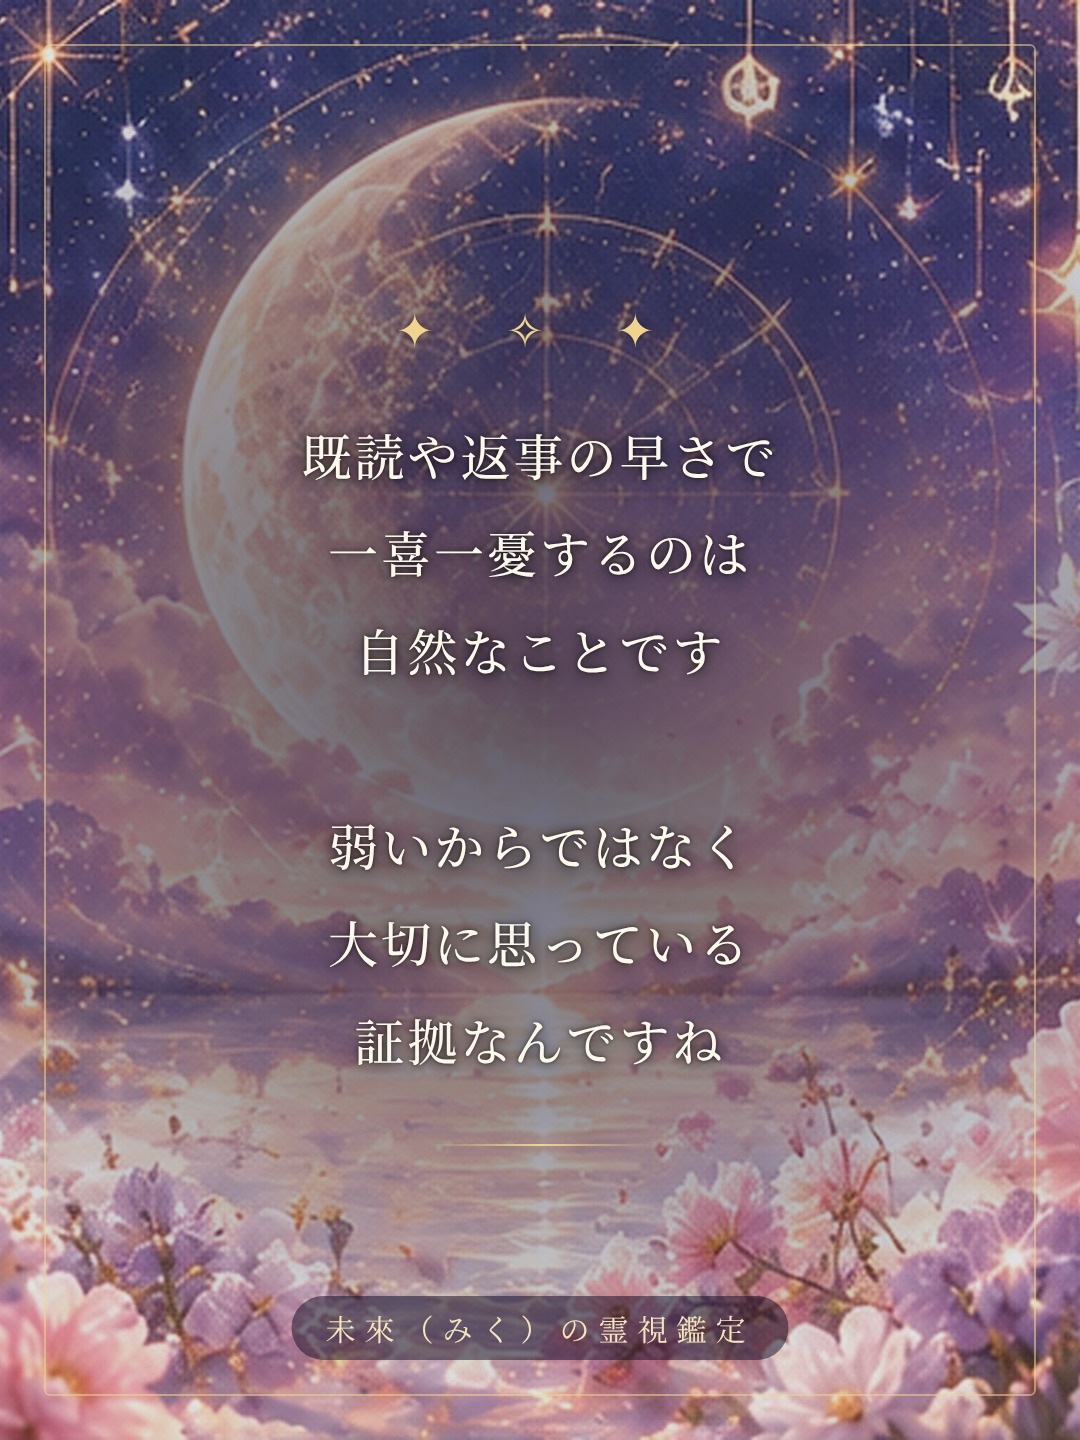 既読や返事の早さで
一喜一憂するのは
自然なことです
弱いからではなく
大切に思っている
証拠なんですね
未來（みく）の霊視鑑定